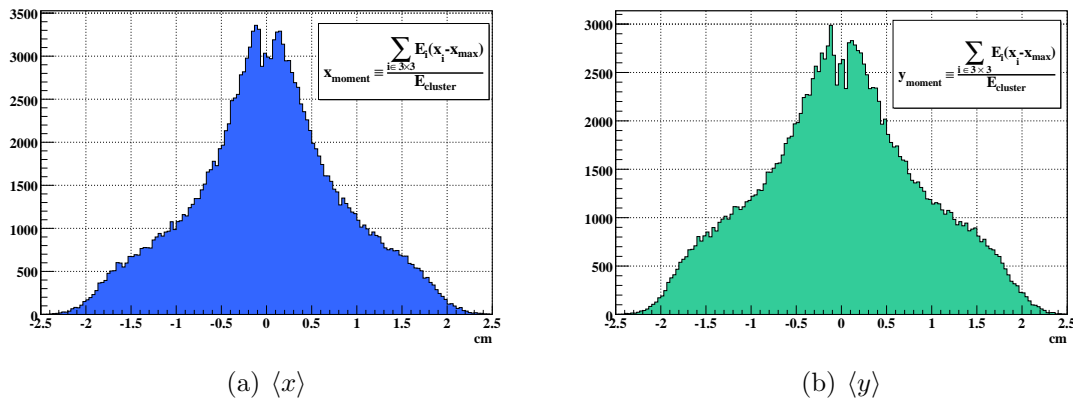 3500
3000
2500
2000
1500
1000
500
0
-2.5 -2 -1.5 -1 -0.5 0 0.5 1 1.5 2 2.5
cm
x_moment ≡ ∑_{i∈3×3} E_i(x_i-x_max) / E_cluster
(a) ⟨x⟩
3000
2500
2000
1500
1000
500
0
-2.5 -2 -1.5 -1 -0.5 0 0.5 1 1.5 2 2.5
cm
y_moment ≡ ∑_{i∈3×3} E_i(x_i-x_max) / E_cluster
(b) ⟨y⟩